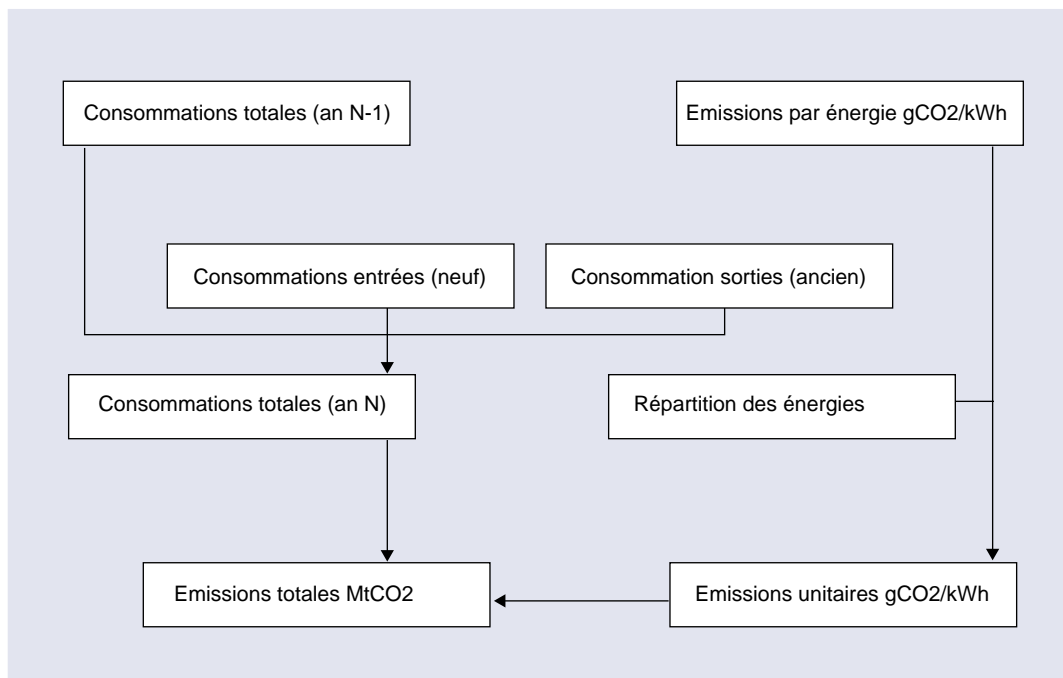 Consommations totales (an N-1)
Emissions par énergie gCO2/kWh
Consommations entrées (neuf)
Consommation sorties (ancien)
Consommations totales (an N)
Répartition des énergies
Emissions totales MtCO2
Emissions unitaires gCO2/kWh